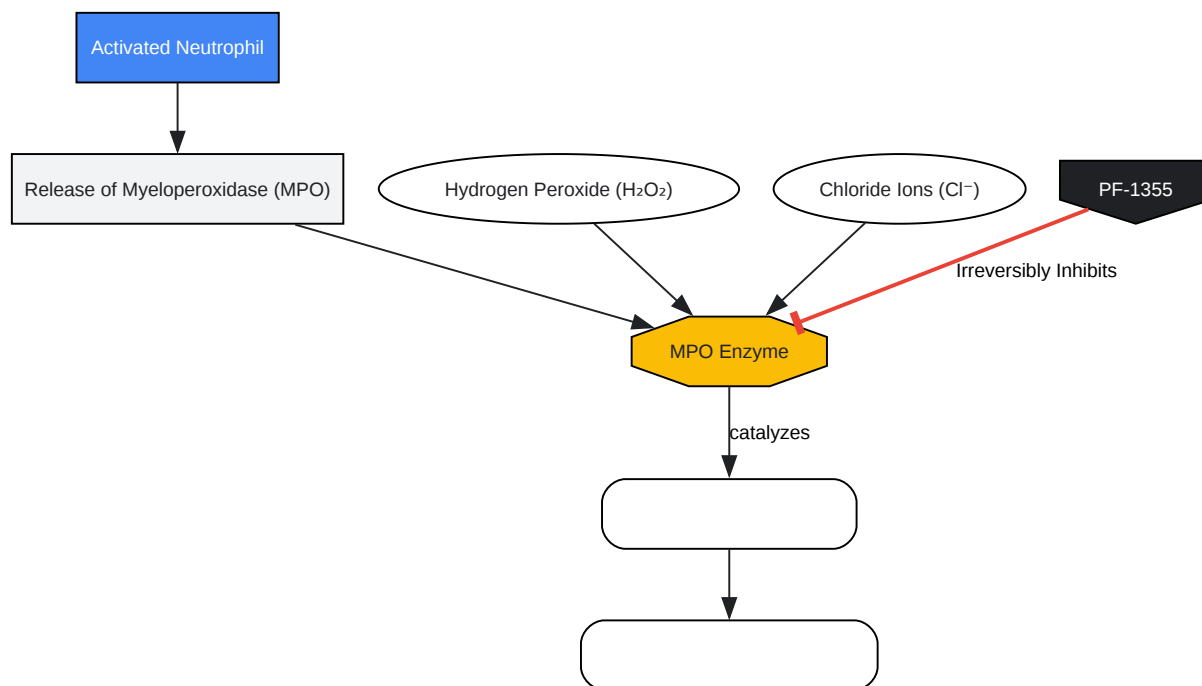 Activated Neutrophil
Release of Myeloperoxidase (MPO)
Hydrogen Peroxide (H₂O₂)
Chloride Ions (Cl⁻)
PF-1355
Irreversibly Inhibits
MPO Enzyme
catalyzes